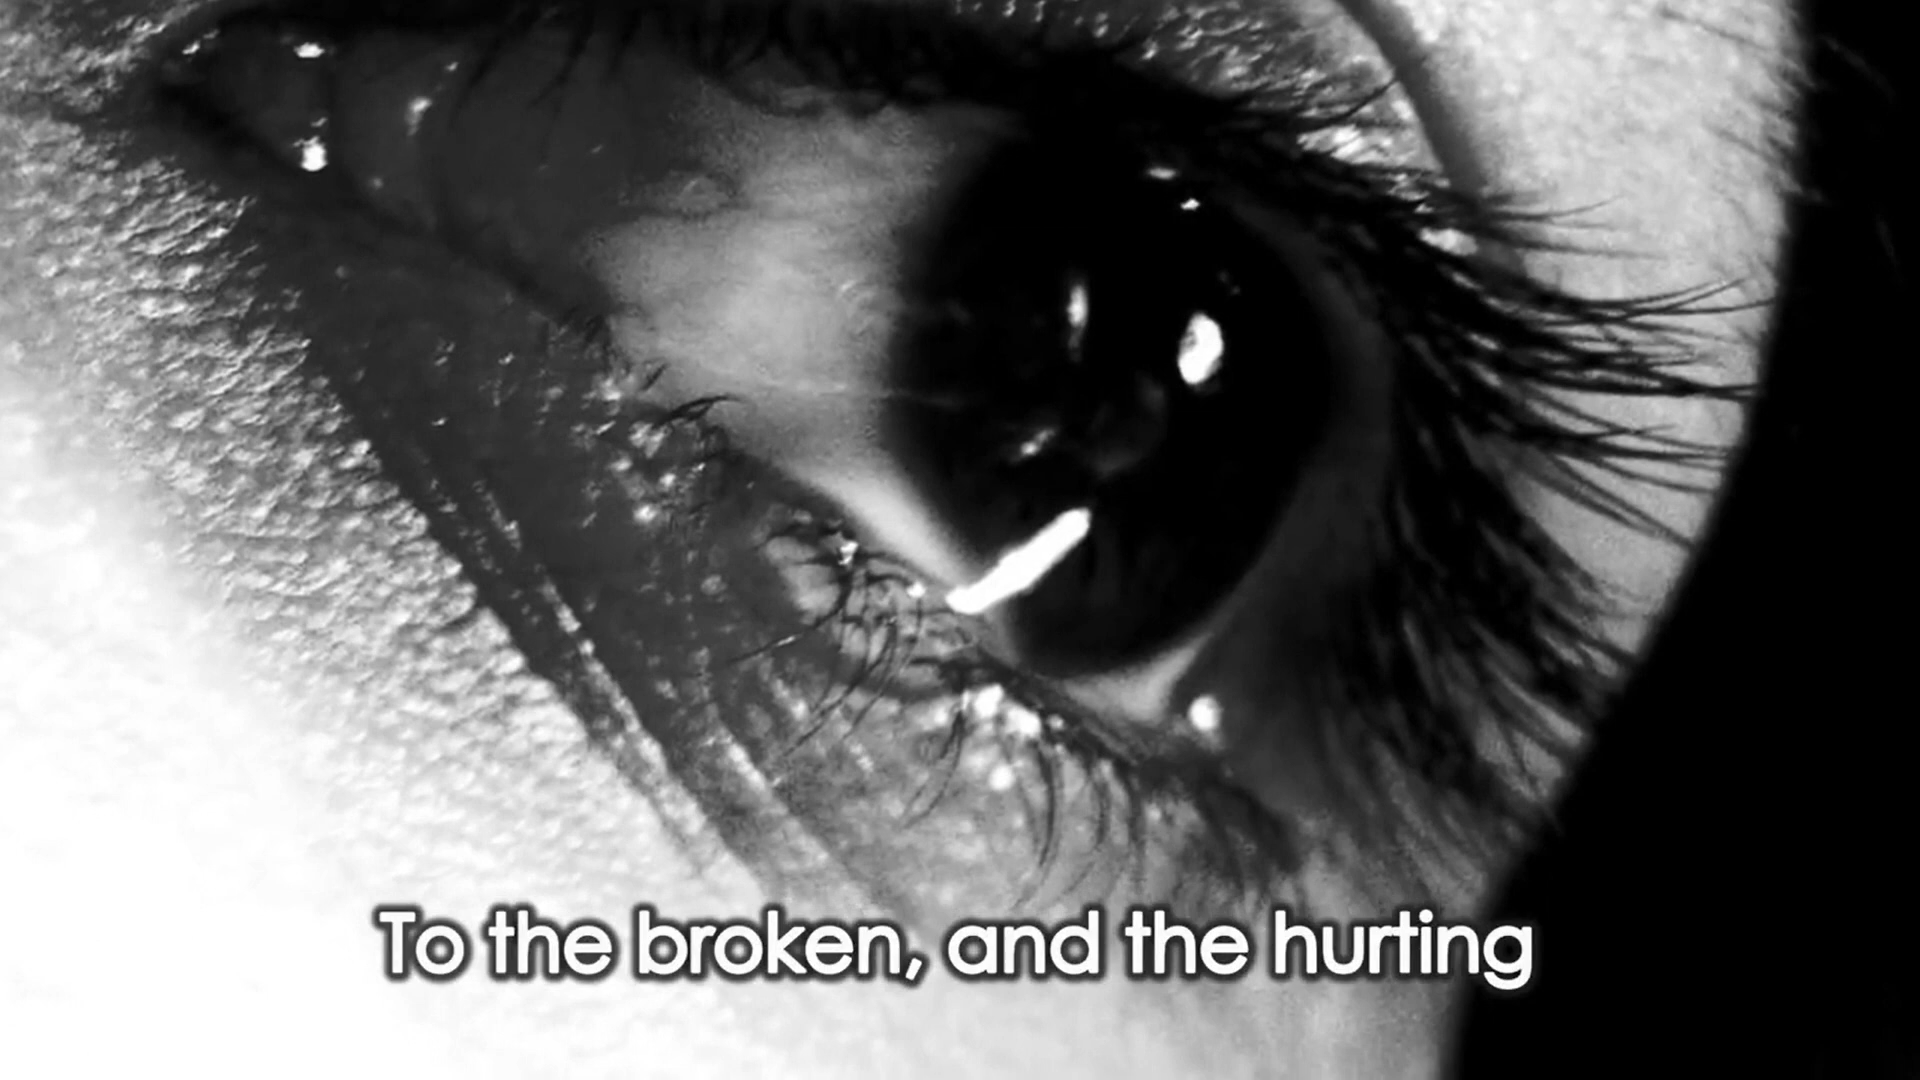 To the broken, and the hurting